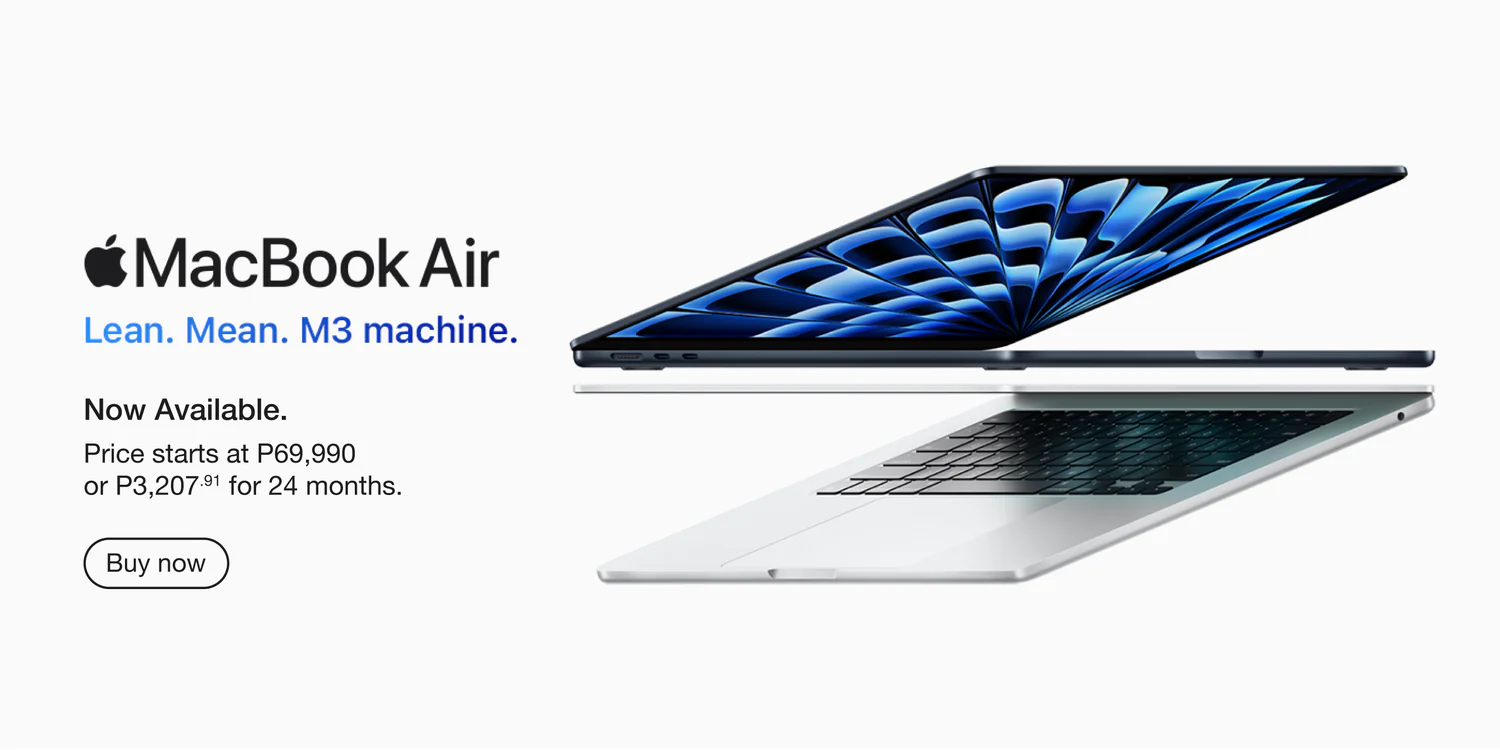 MacBook Air
Lean. Mean. M3 machine.
Now Available.
Price starts at P69,990
or P3,207.91 for 24 months.
Buy now